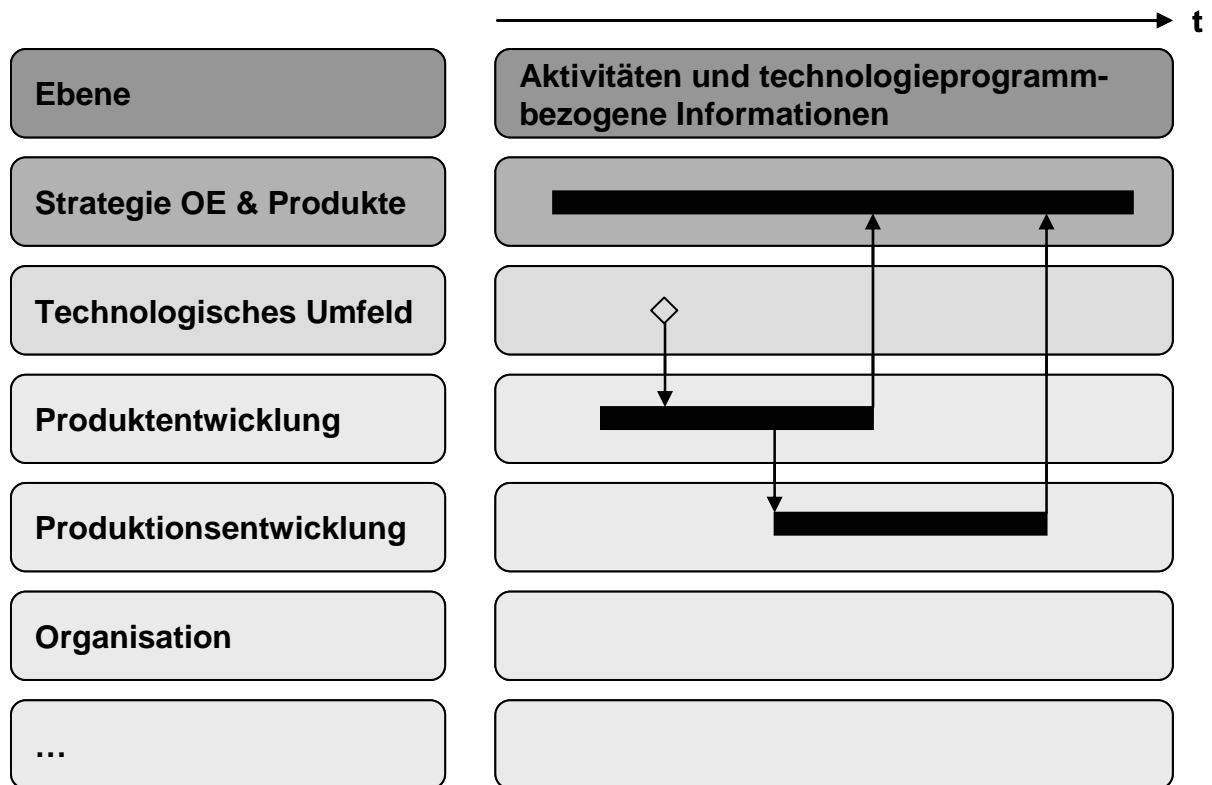 t
Ebene
Aktivitäten und technologieprogramm-
bezogene Informationen
Strategie OE & Produkte
Technologisches Umfeld
Produktentwicklung
Produktionsentwicklung
Organisation
…